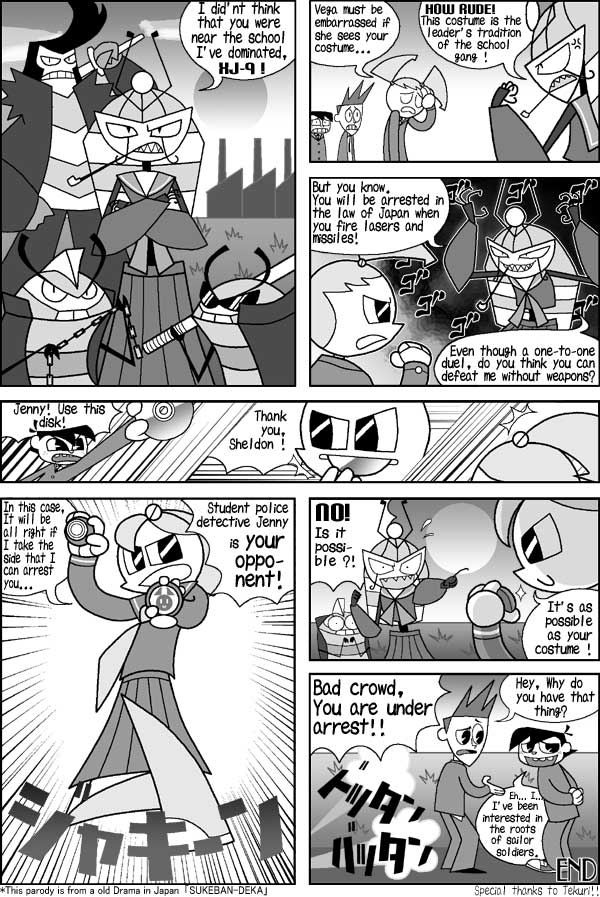 I did'nt think
that you were
near the school
I've dominated,
XJ-9 !
Vega must be
embarrassed if
she sees your
costume...
HOW RUDE!
This costume is the
leader's tradition
of the school
gang !
But you know.
You will be arrested in
the law of Japan when
you fire lasers and
missiles!
ゴゴ
ゴゴゴ
Even though a one-to-one
duel, do you think you can
defeat me without weapons?
Jenny! Use this
disk!
Thank
you,
Sheldon !
In this case,
It will be
all right if
I take the
side that I
can arrest
you...
Student police
detective Jenny
is your
oppo-
nent!
ジャキーン
NO!
Is it
possi-
ble ?!
It's as
possible
as your
costume !
Bad crowd,
You are under
arrest!!
Hey, Why do
you have that
thing?
ドッタン
バッタン
Eh... I...
I've been
interested in
the roots
of sailor
soldiers.
END
*This parody is from a old Drama in Japan「SUKEBAN-DEKA」
Special thanks to Tekuri!!